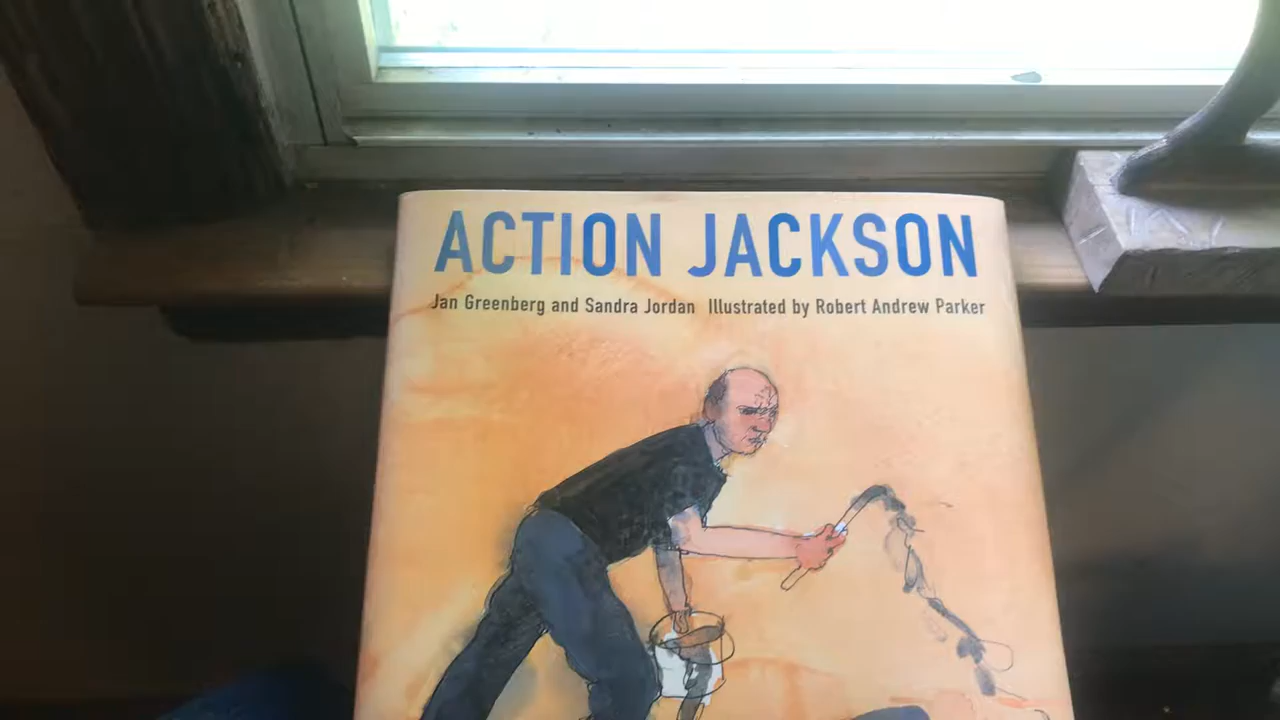 ACTION JACKSON
Jan Greenberg and Sandra Jordan Illustrated by Robert Andrew Parker